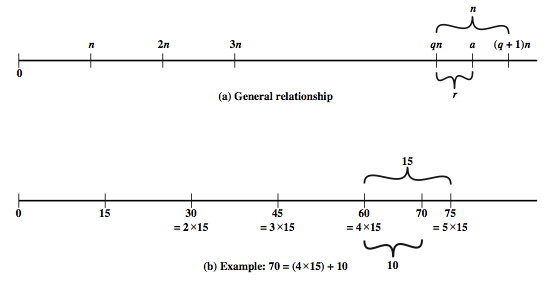 n
n 2n 3n qn a (q + 1)n
0
r
(a) General relationship
15
0 15 30 45 60 70 75
= 2 × 15 = 3 × 15 = 4 × 15 = 5 × 15
10
(b) Example: 70 = (4 × 15) + 10